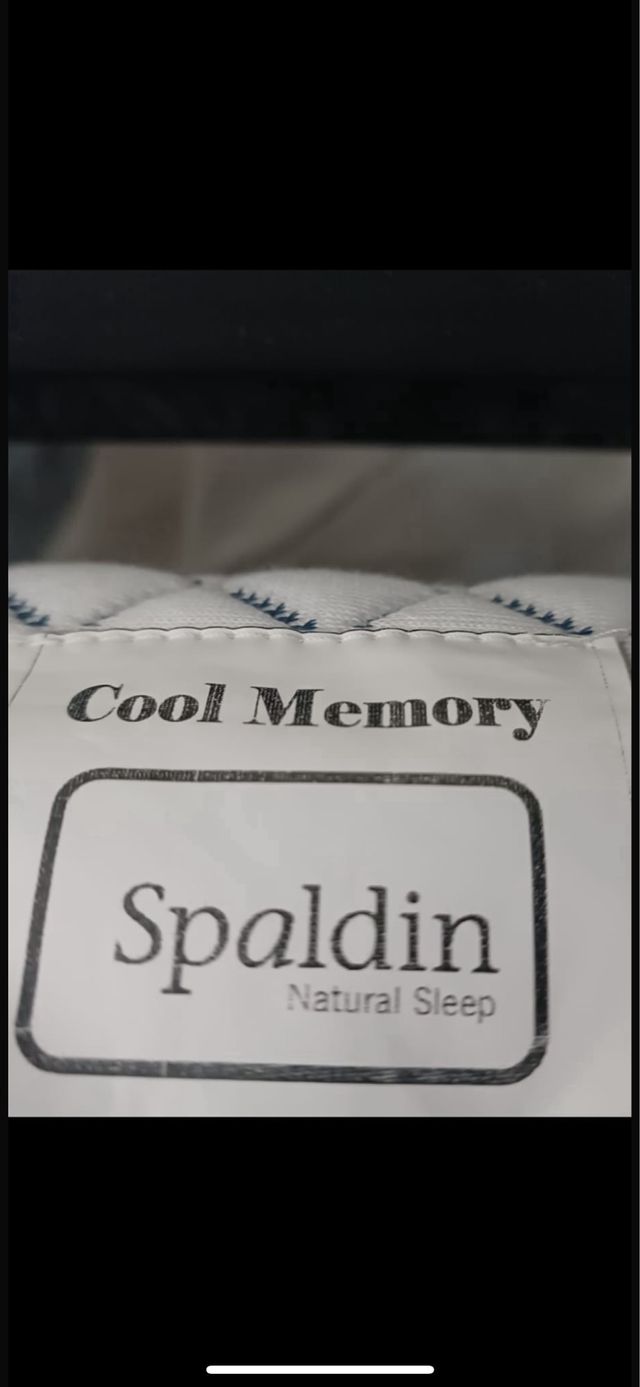 Cool Memory
Spaldin
Natural Sleep